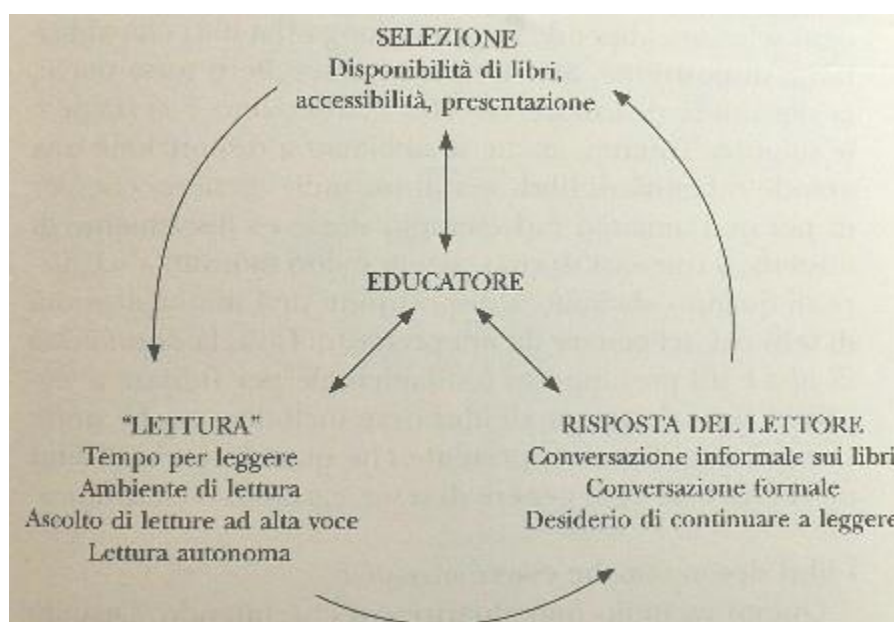 SELEZIONE
Disponibilità di libri,
accessibilità, presentazione
EDUCATORE
"LETTURA"
Tempo per leggere
Ambiente di lettura
Ascolto di letture ad alta voce
Lettura autonoma
RISPOSTA DEL LETTORE
Conversazione informale sui libri
Conversazione formale
Desiderio di continuare a leggere